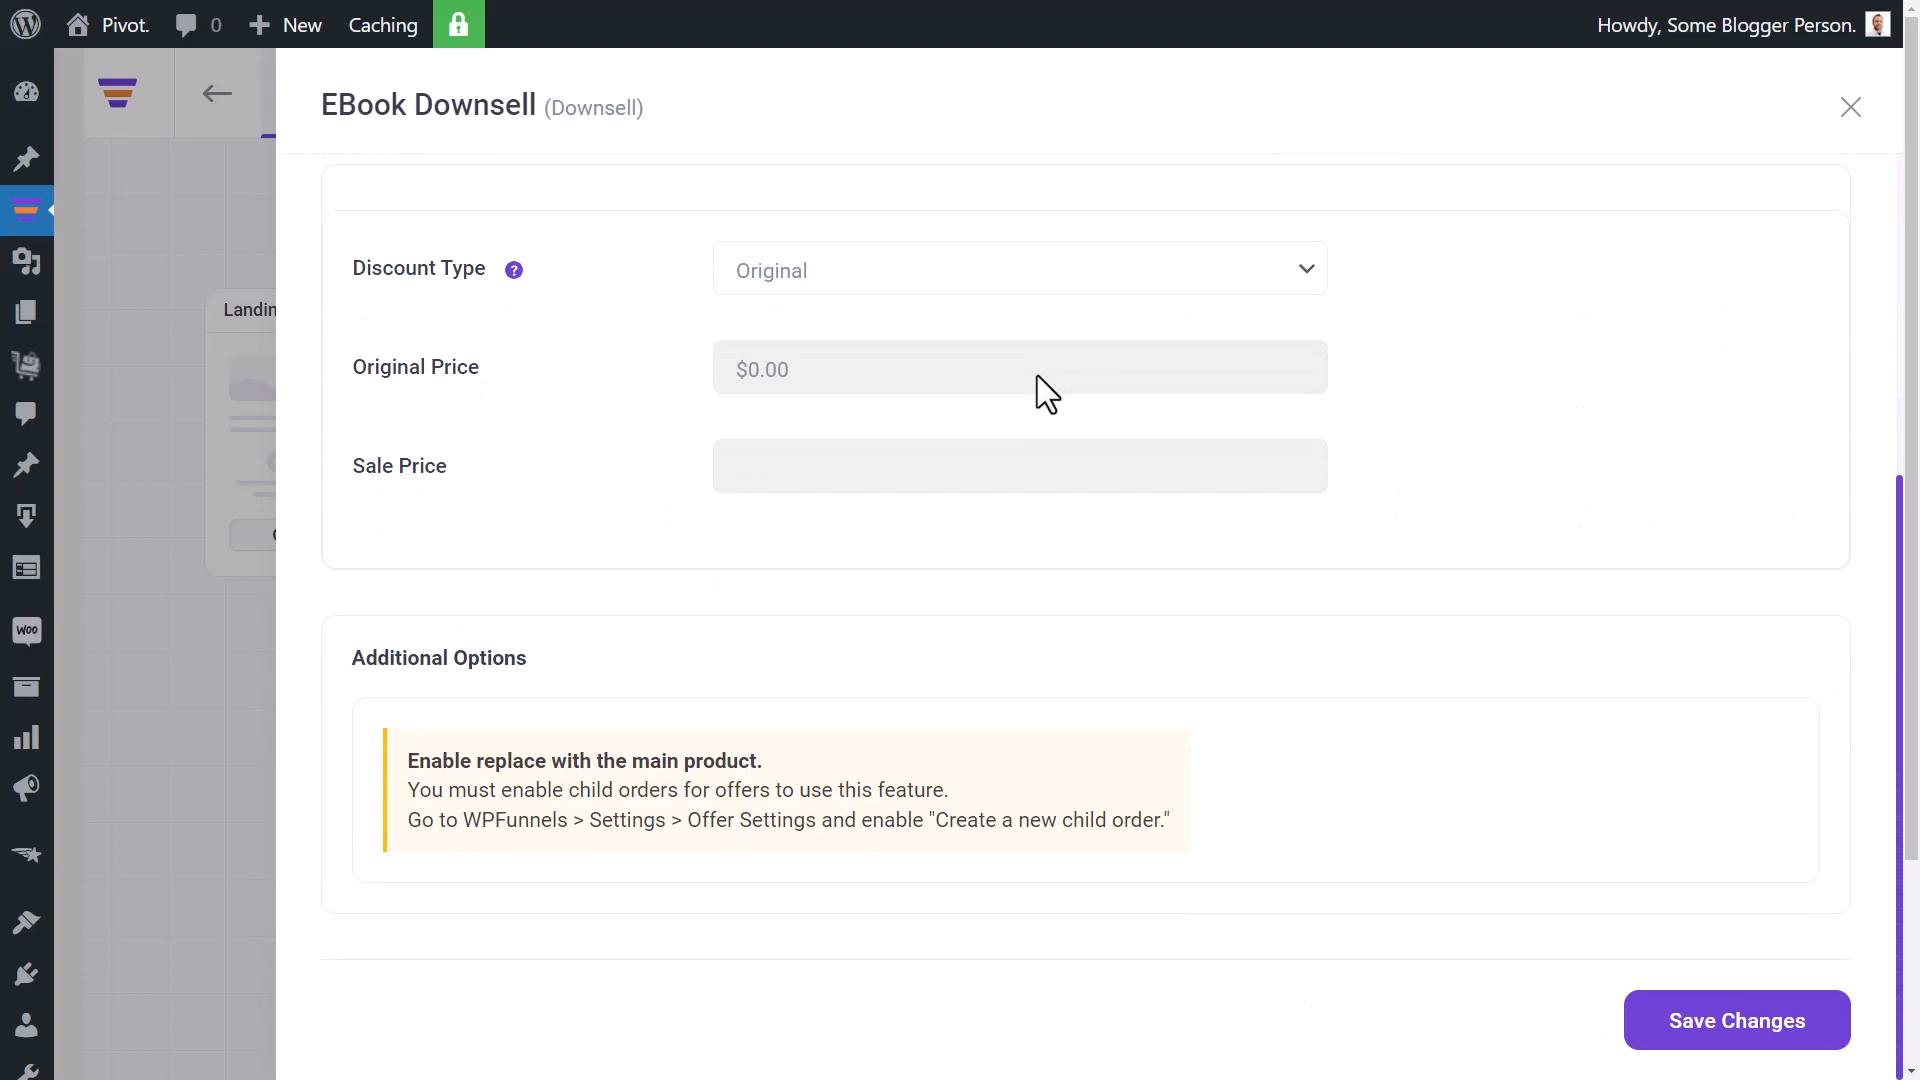 Pivot.
0
New
Caching
Howdy, Some Blogger Person.
EBook Downsell (Downsell)
Discount Type ?
Original
Landin
Original Price
$0.00
Sale Price
Woo
Additional Options
Enable replace with the main product.
You must enable child orders for offers to use this feature.
Go to WPFunnels > Settings > Offer Settings and enable "Create a new child order."
Save Changes